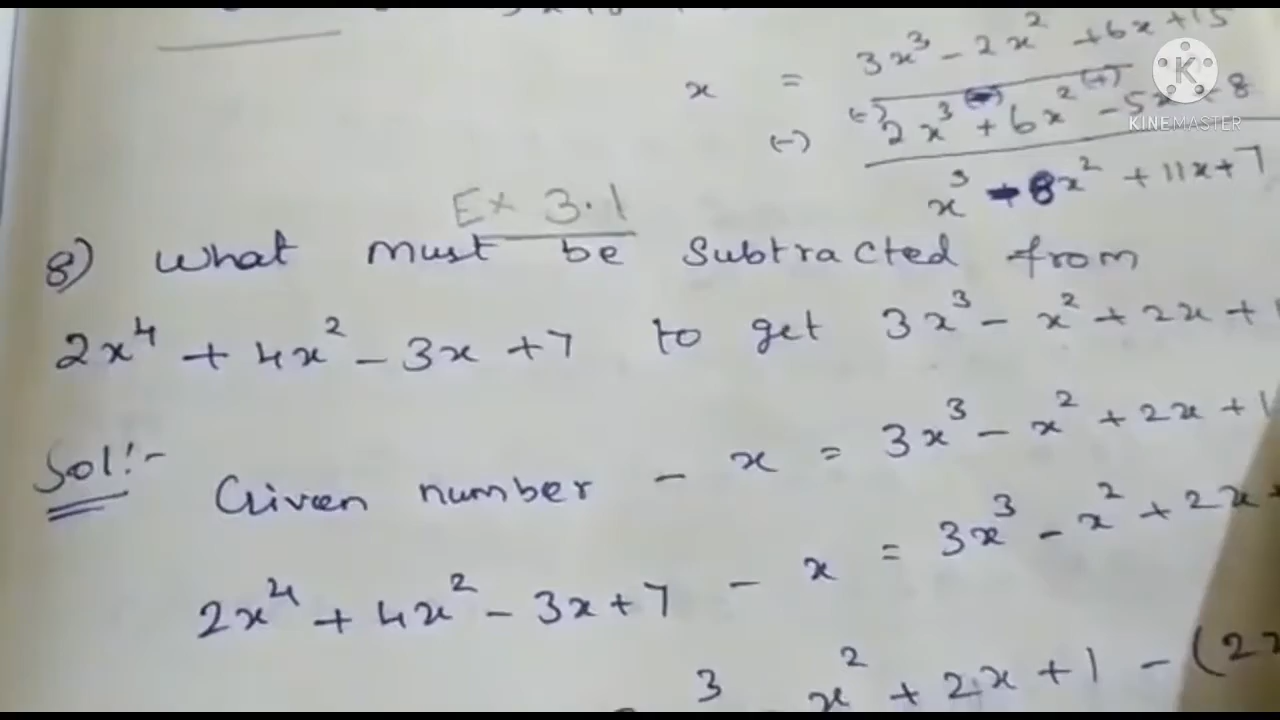 x = 3x³ - 2x² + 6x + 15
K
KINEMASTER
(-) (-) (-) (+)
2x³ + 6x² - 5x + 8
x³ - 8x² + 11x + 7
Ex 3.1
8) What must be subtracted from
2x⁴ + 4x² - 3x + 7 to get 3x³ - x² + 2x + 1
Sol:-
Given number - x = 3x³ - x² + 2x + 1
2x⁴ + 4x² - 3x + 7 - x = 3x³ - x² + 2x +
3 x² + 2x + 1 - (2x